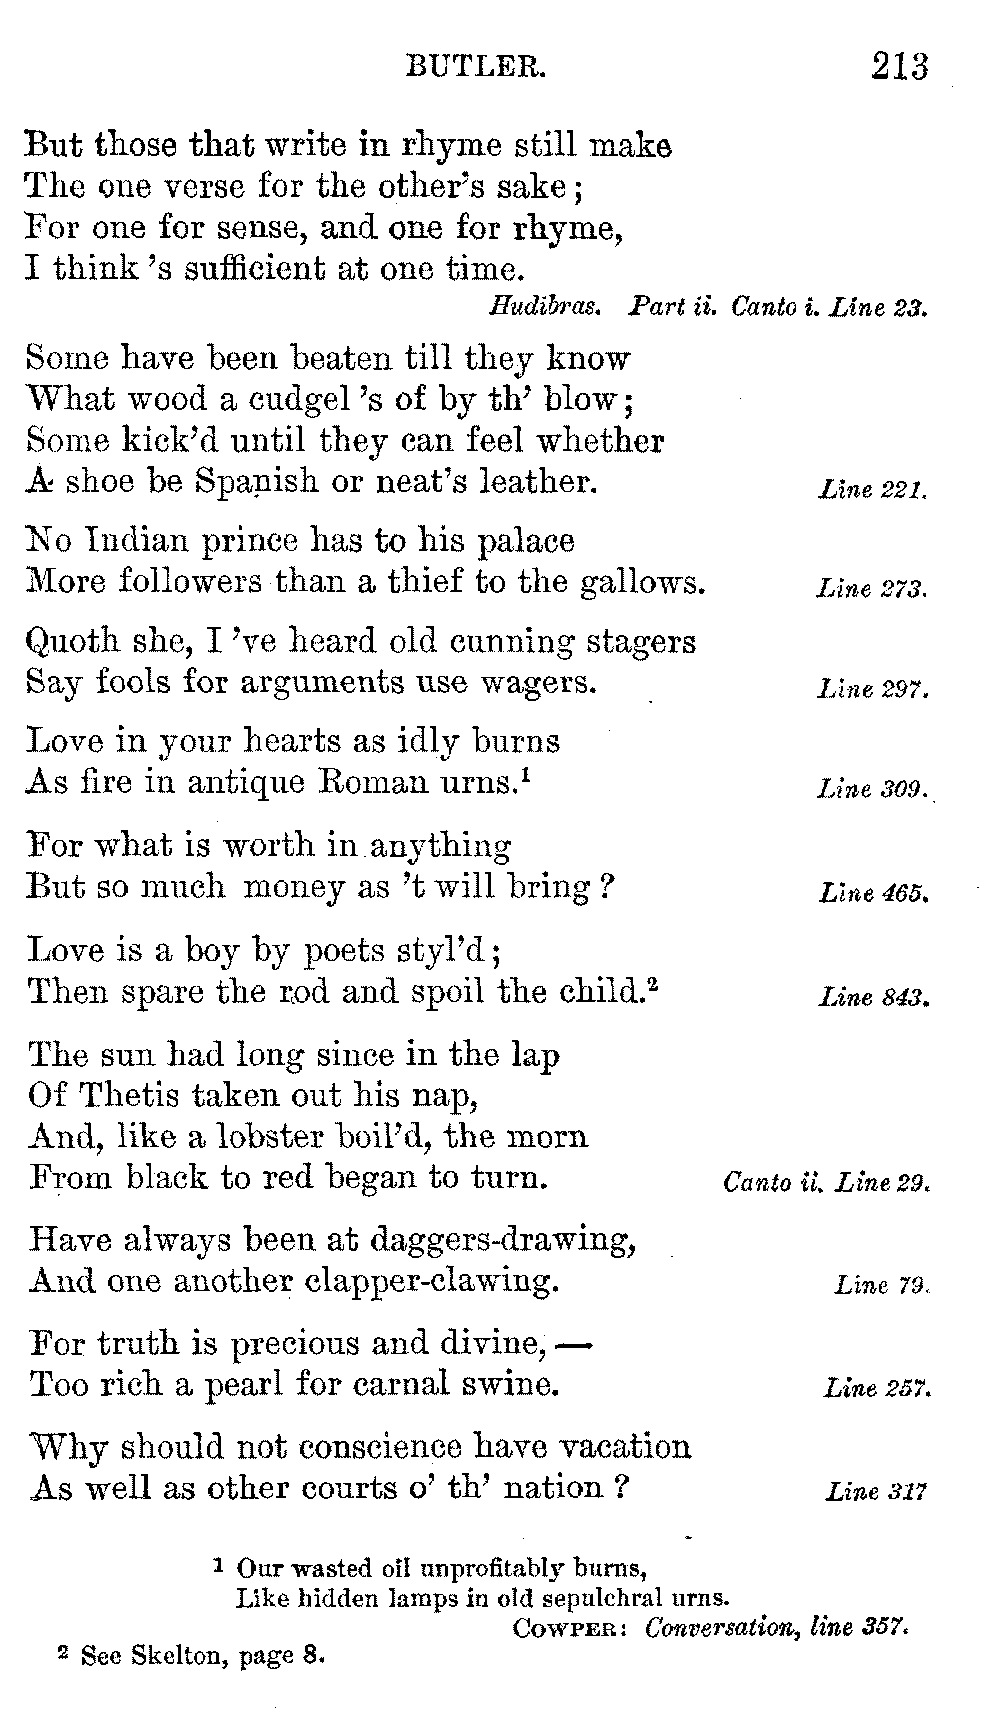 BUTLER. 213
But those that write in rhyme still make
The one verse for the other's sake;
For one for sense, and one for rhyme,
I think 's sufficient at one time.
Hudibras. Part ii. Canto i. Line 23.
Some have been beaten till they know
What wood a cudgel 's of by th' blow;
Some kick'd until they can feel whether
A shoe be Spanish or neat's leather. Line 221.
No Indian prince has to his palace
More followers than a thief to the gallows. Line 273.
Quoth she, I 've heard old cunning stagers
Say fools for arguments use wagers. Line 297.
Love in your hearts as idly burns
As fire in antique Roman urns.¹ Line 309.
For what is worth in anything
But so much money as 't will bring? Line 465.
Love is a boy by poets styl'd;
Then spare the rod and spoil the child.² Line 843.
The sun had long since in the lap
Of Thetis taken out his nap,
And, like a lobster boil'd, the morn
From black to red began to turn. Canto ii. Line 29.
Have always been at daggers-drawing,
And one another clapper-clawing. Line 79.
For truth is precious and divine, —
Too rich a pearl for carnal swine. Line 257.
Why should not conscience have vacation
As well as other courts o' th' nation? Line 317
¹ Our wasted oil unprofitably burns,
Like hidden lamps in old sepulchral urns.
COWPER: Conversation, line 357.
² See Skelton, page 8.